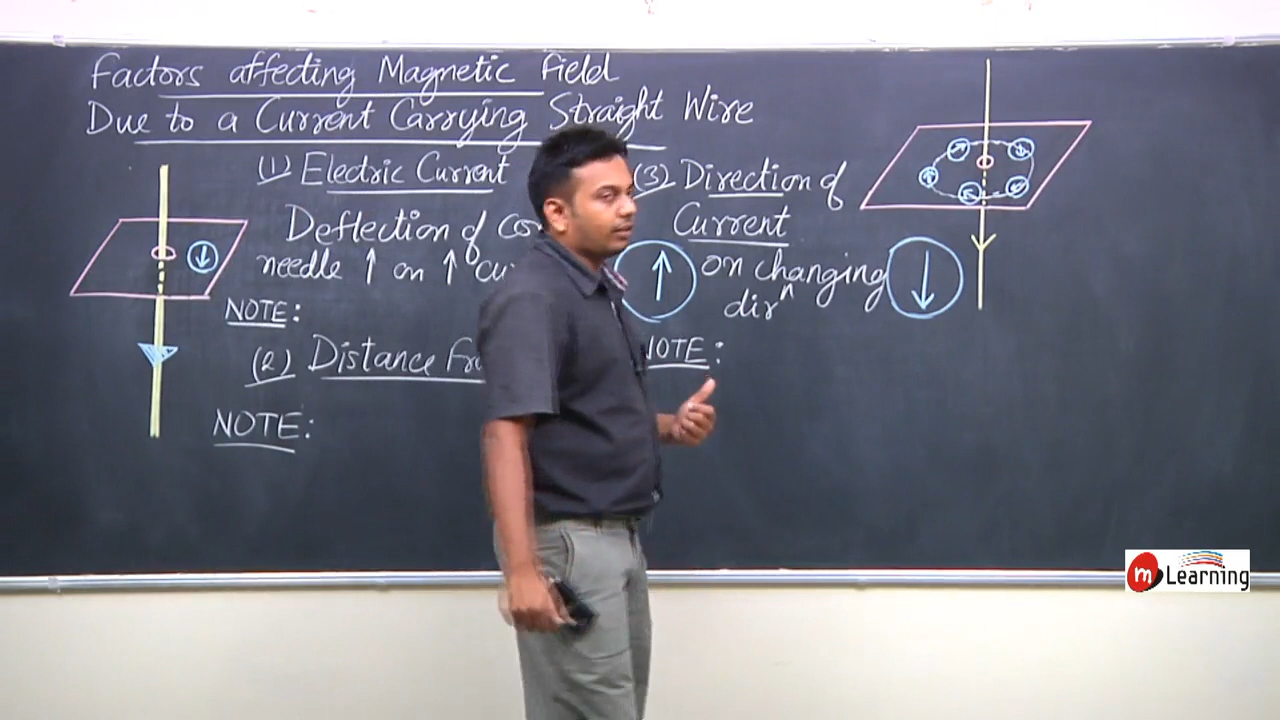 Factors affecting Magnetic Field
Due to a Current Carrying Straight Wire
(1) Electric Current
Deflection of
needle ↑ on ↑
NOTE:
(2) Distance
NOTE:
(3) Direction of
Current
↑ on changing ↓
dirⁿ
NOTE:
m Learning